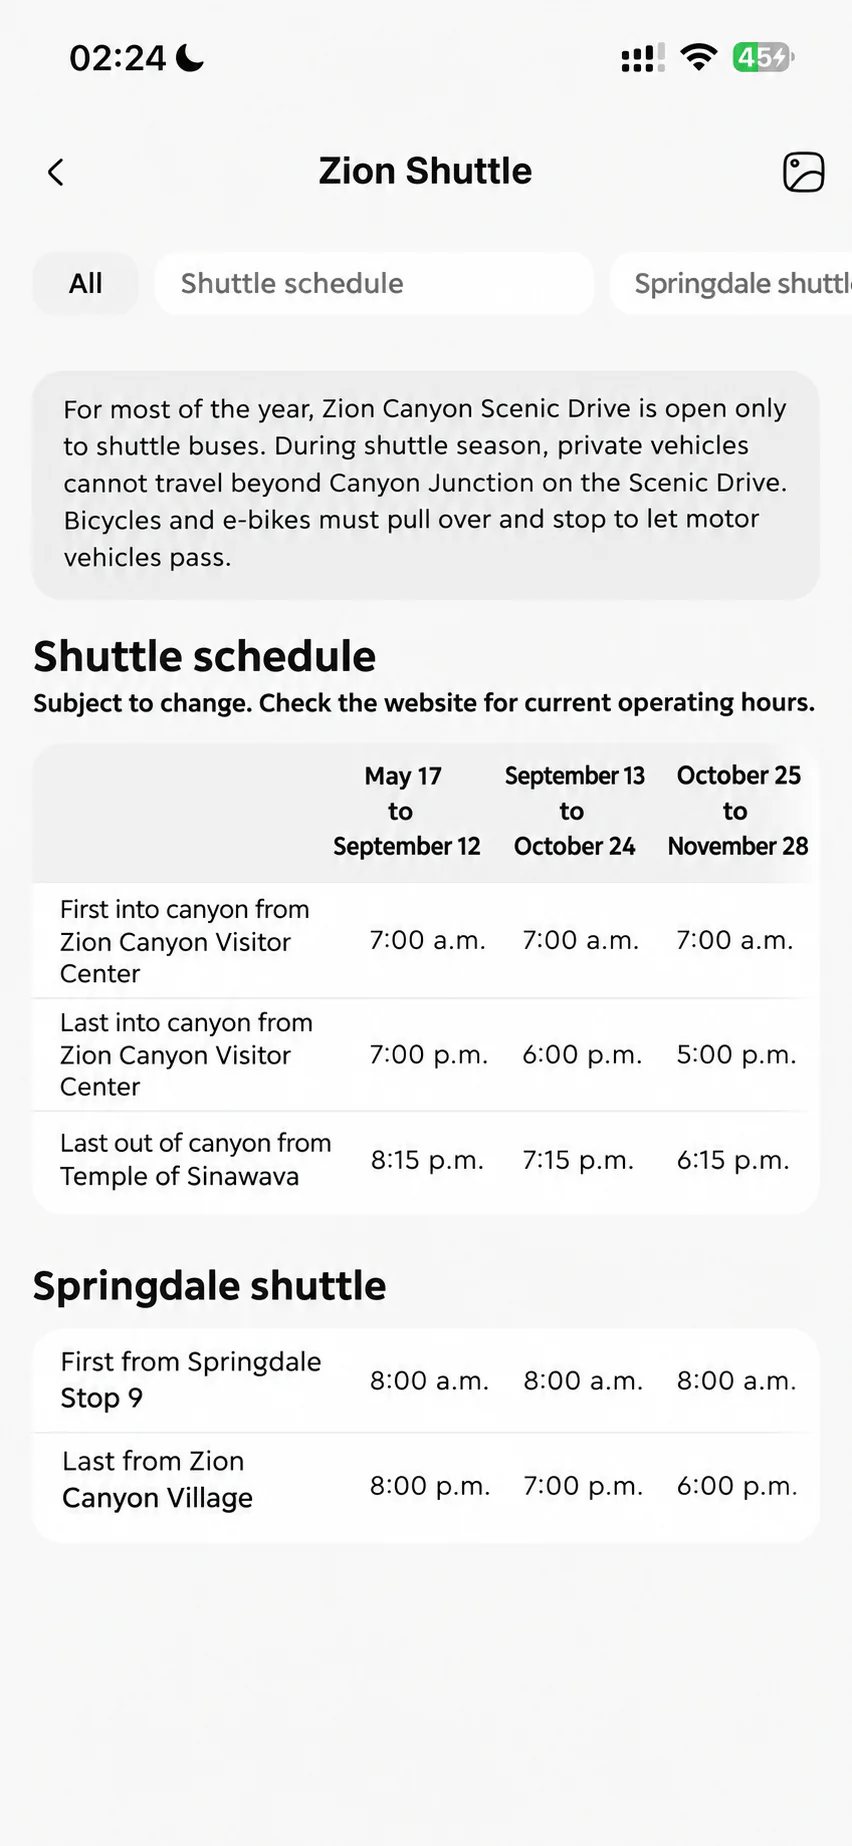 02:24
45
Zion Shuttle
All
Shuttle schedule
Springdale shuttl
For most of the year, Zion Canyon Scenic Drive is open only
to shuttle buses. During shuttle season, private vehicles
cannot travel beyond Canyon Junction on the Scenic Drive.
Bicycles and e-bikes must pull over and stop to let motor
vehicles pass.
Shuttle schedule
Subject to change. Check the website for current operating hours.
May 17
to
September 12
September 13
to
October 24
October 25
to
November 28
First into canyon from
Zion Canyon Visitor
Center
7:00 a.m.
7:00 a.m.
7:00 a.m.
Last into canyon from
Zion Canyon Visitor
Center
7:00 p.m.
6:00 p.m.
5:00 p.m.
Last out of canyon from
Temple of Sinawava
8:15 p.m.
7:15 p.m.
6:15 p.m.
Springdale shuttle
First from Springdale
Stop 9
8:00 a.m.
8:00 a.m.
8:00 a.m.
Last from Zion
Canyon Village
8:00 p.m.
7:00 p.m.
6:00 p.m.